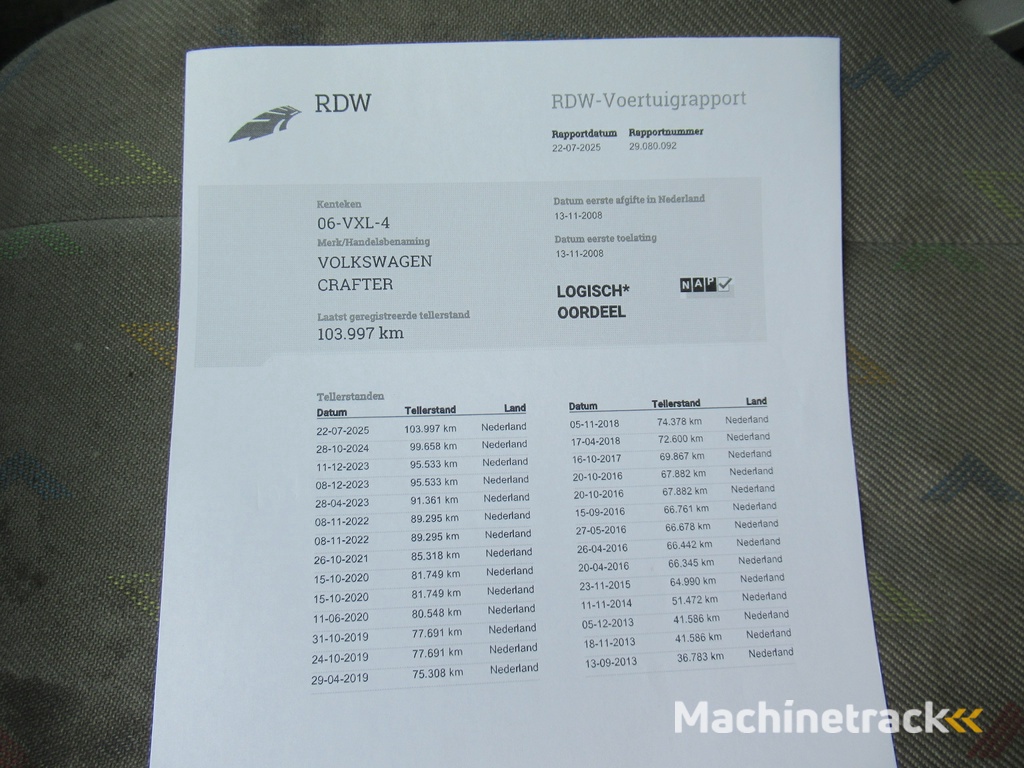 RDW
RDW-Voertuigrapport
Rapportdatum Rapportnummer
22-07-2025 29.080.092
Kenteken
06-VXL-4
Merk/Handelsbenaming
VOLKSWAGEN
CRAFTER
Laatst geregistreerde tellerstand
103.997 km
Datum eerste afgifte in Nederland
13-11-2008
Datum eerste toelating
13-11-2008
LOGISCH*
OORDEEL
NAP
Tellerstanden
Datum Tellerstand Land
22-07-2025 103.997 km Nederland
28-10-2024 99.658 km Nederland
11-12-2023 95.533 km Nederland
08-12-2023 95.533 km Nederland
28-04-2023 91.361 km Nederland
08-11-2022 89.295 km Nederland
08-11-2022 89.295 km Nederland
26-10-2021 85.318 km Nederland
15-10-2020 81.749 km Nederland
15-10-2020 81.749 km Nederland
11-06-2020 80.548 km Nederland
31-10-2019 77.691 km Nederland
24-10-2019 77.691 km Nederland
29-04-2019 75.308 km Nederland
Datum Tellerstand Land
05-11-2018 74.378 km Nederland
17-04-2018 72.600 km Nederland
16-10-2017 69.867 km Nederland
20-10-2016 67.882 km Nederland
20-10-2016 67.882 km Nederland
15-09-2016 66.761 km Nederland
27-05-2016 66.678 km Nederland
26-04-2016 66.442 km Nederland
20-04-2016 66.345 km Nederland
23-11-2015 64.990 km Nederland
11-11-2014 51.472 km Nederland
05-12-2013 41.586 km Nederland
18-11-2013 41.586 km Nederland
13-09-2013 36.783 km Nederland
Machinetrack